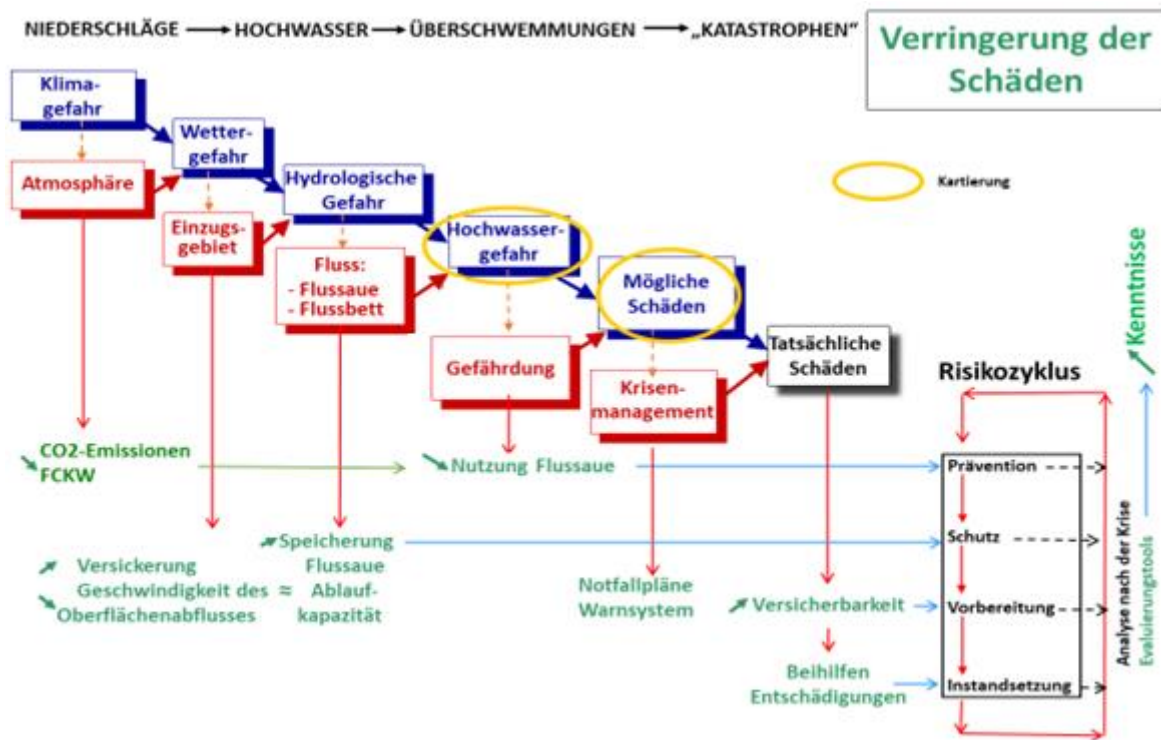 NIEDERSCHLÄGE HOCHWASSER ÜBERSCHWEMMUNGEN „KATASTROPHEN“
Verringerung der
Schäden
Klima-
gefahr
Wetter-
gefahr
Atmosphäre
Hydrologische
Gefahr
Kartierung
Einzugs-
gebiet
Hochwasser-
gefahr
Fluss:
- Flussaue
- Flussbett
Mögliche
Schäden
Gefährdung
Tatsächliche
Schäden
Krisen-
management
Kenntnisse
Risikozyklus
CO2-Emissionen
FCKW
Nutzung Flussaue
Prävention
Schutz
Vorbereitung
Instandsetzung
Analyse nach der Krise
Evaluierungstools
Versickerung
Geschwindigkeit des ≈
Oberflächenabflusses
Speicherung
Flussaue
Ablauf-
kapazität
Notfallpläne
Warnsystem
Versicherbarkeit
Beihilfen
Entschädigungen